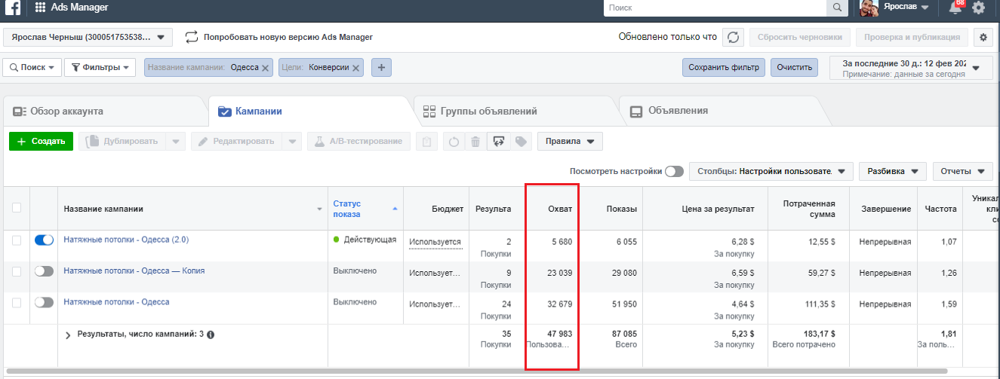 Ads Manager
Поиск
Ярослав
68
Ярослав Черныш (300051753538...
Попробовать новую версию Ads Manager
Обновлено только что
Сбросить черновики
Проверка и публикация
Поиск
Фильтры
Название кампании: Одесса
Цели: Конверсии
Сохранить фильтр
Очистить
За последние 30 д.: 12 фев 202
Примечание: данные за сегодня
Обзор аккаунта
Кампании
Группы объявлений
Объявления
+ Создать
Дублировать
Редактировать
A/B-тестирование
Правила
Посмотреть настройки
Столбцы: Настройки пользовате.
Разбивка
Отчеты
Название кампании
Статус показа
Бюджет
Результа
Охват
Показы
Цена за результат
Потраченная сумма
Завершение
Частота
Уникал
кли
сс
Натяжные потолки - Одесса (2.0)
Действующая
Используется
2
Покупки
5 680
6 055
6,28 $
За покупку
12,55 $
Непрерывная
1,07
Натяжные потолки - Одесса — Копия
Выключено
Используєт...
9
Покупки
23 039
29 080
6,59 $
За покупку
59,27 $
Непрерывная
1,26
Натяжные потолки - Одесса
Выключено
Используєт...
24
Покупки
32 679
51 950
4,64 $
За покупку
111,35 $
Непрерывная
1,59
Результаты, число кампаний: 3
35
Покупки
47 983
Пользова...
87 085
Всего
5,23 $
За покупку
183,17 $
Всего потрачено
1,81
За поль...